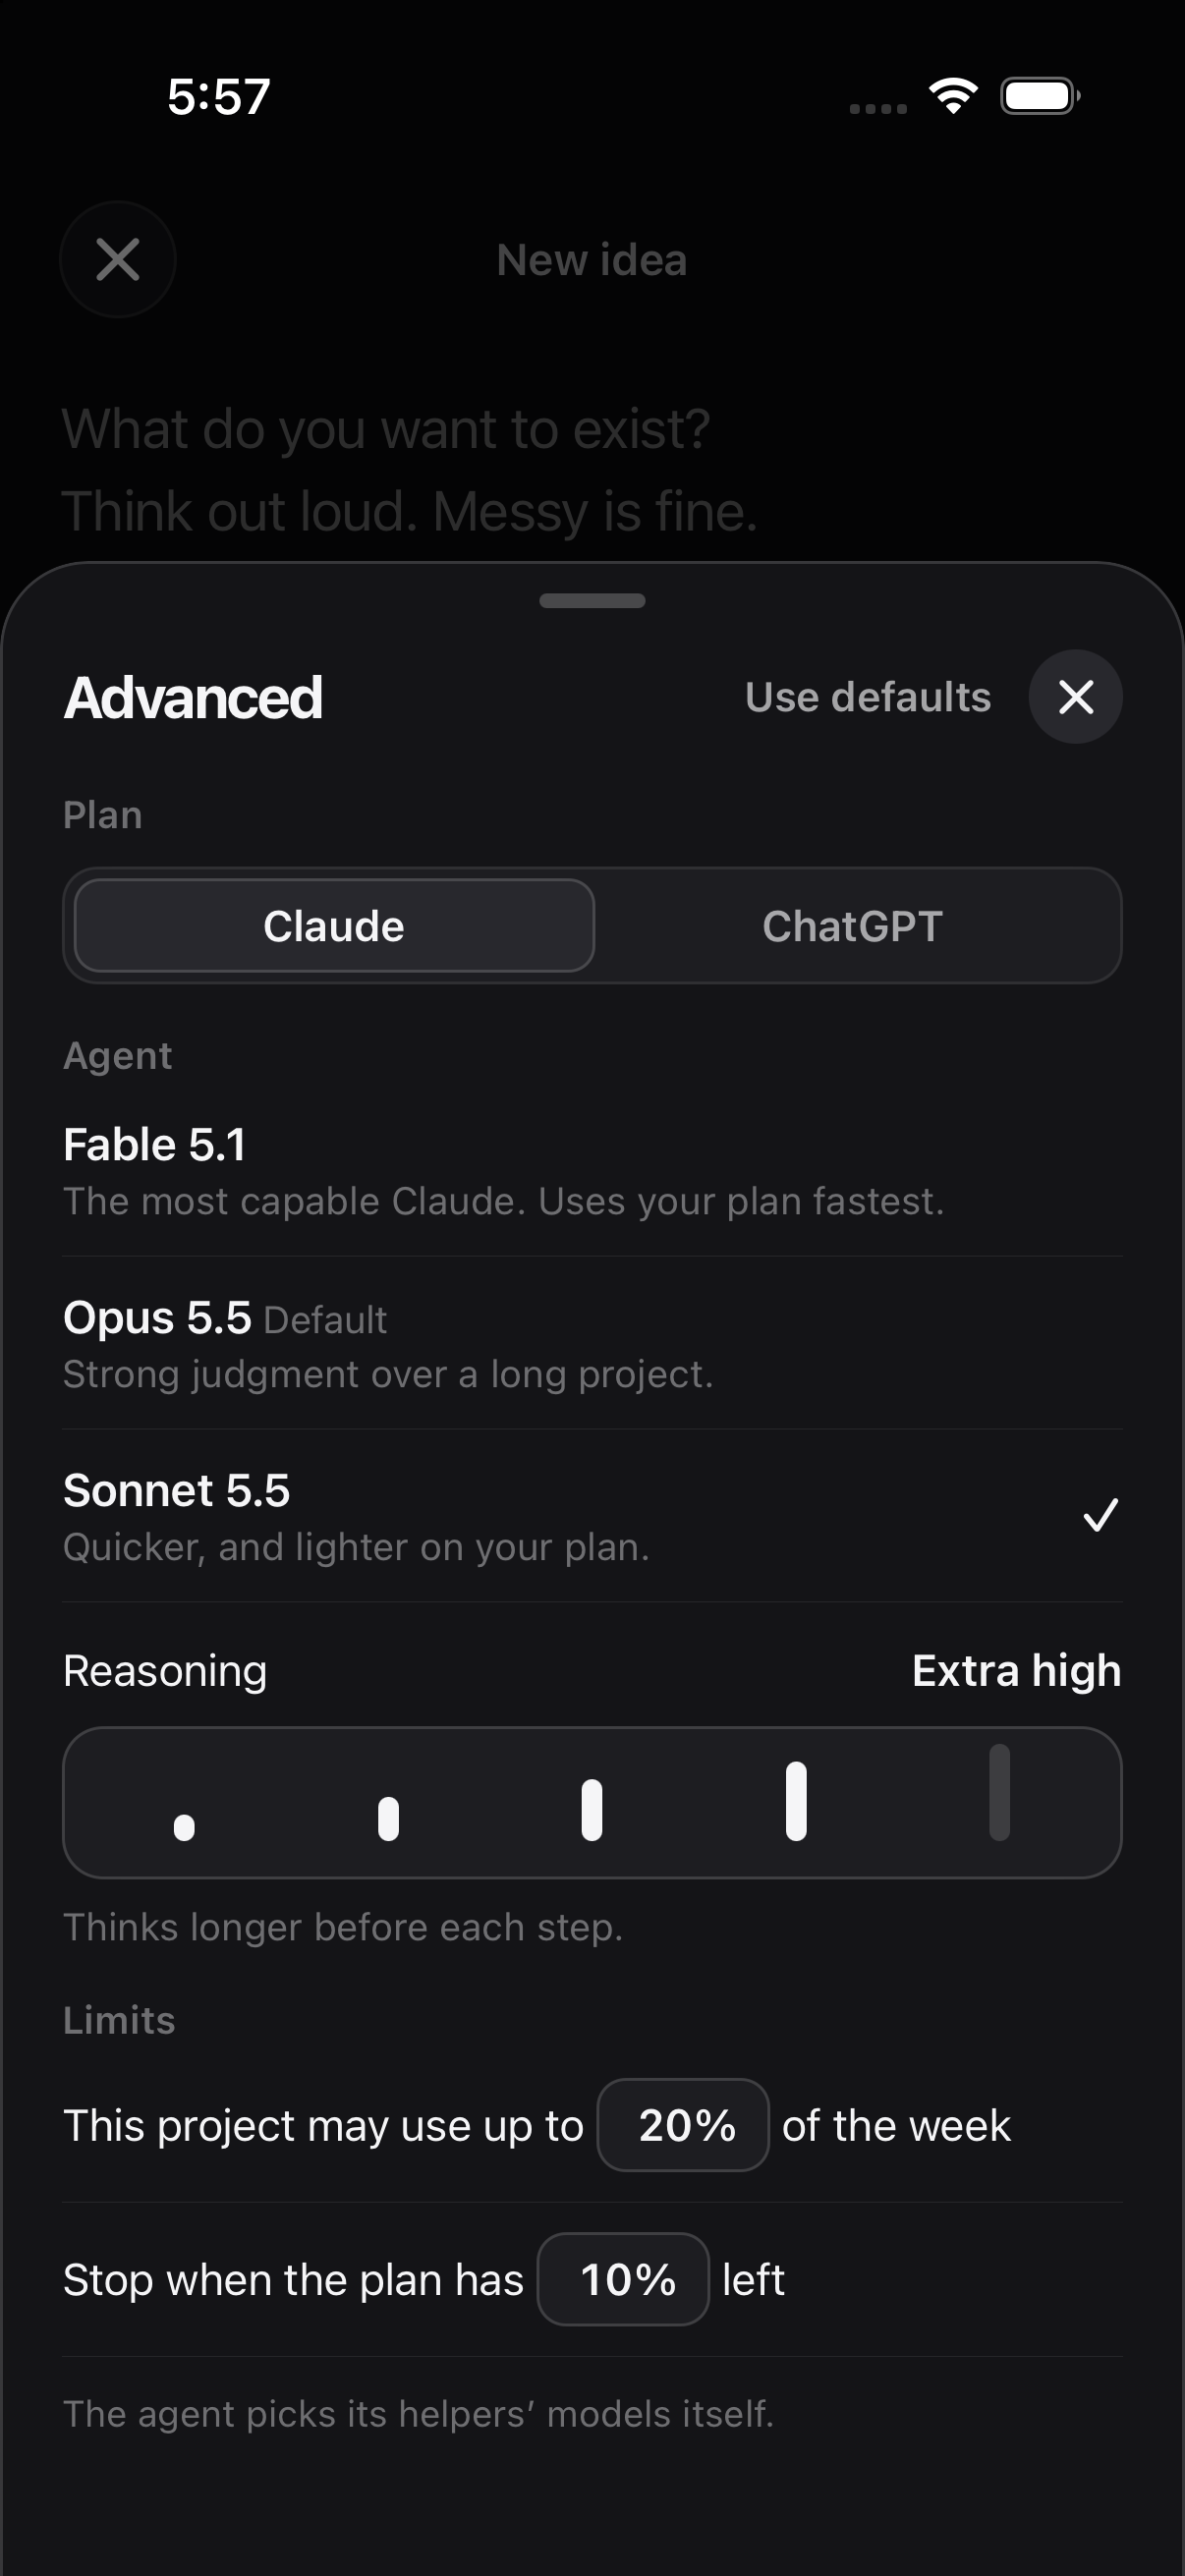 5:57
New idea
What do you want to exist?
Think out loud. Messy is fine.
Advanced
Use defaults
Plan
Claude
ChatGPT
Agent
Fable 5.1
The most capable Claude. Uses your plan fastest.
Opus 5.5 Default
Strong judgment over a long project.
Sonnet 5.5
Quicker, and lighter on your plan.
Reasoning
Extra high
Thinks longer before each step.
Limits
This project may use up to 20% of the week
Stop when the plan has 10% left
The agent picks its helpers’ models itself.